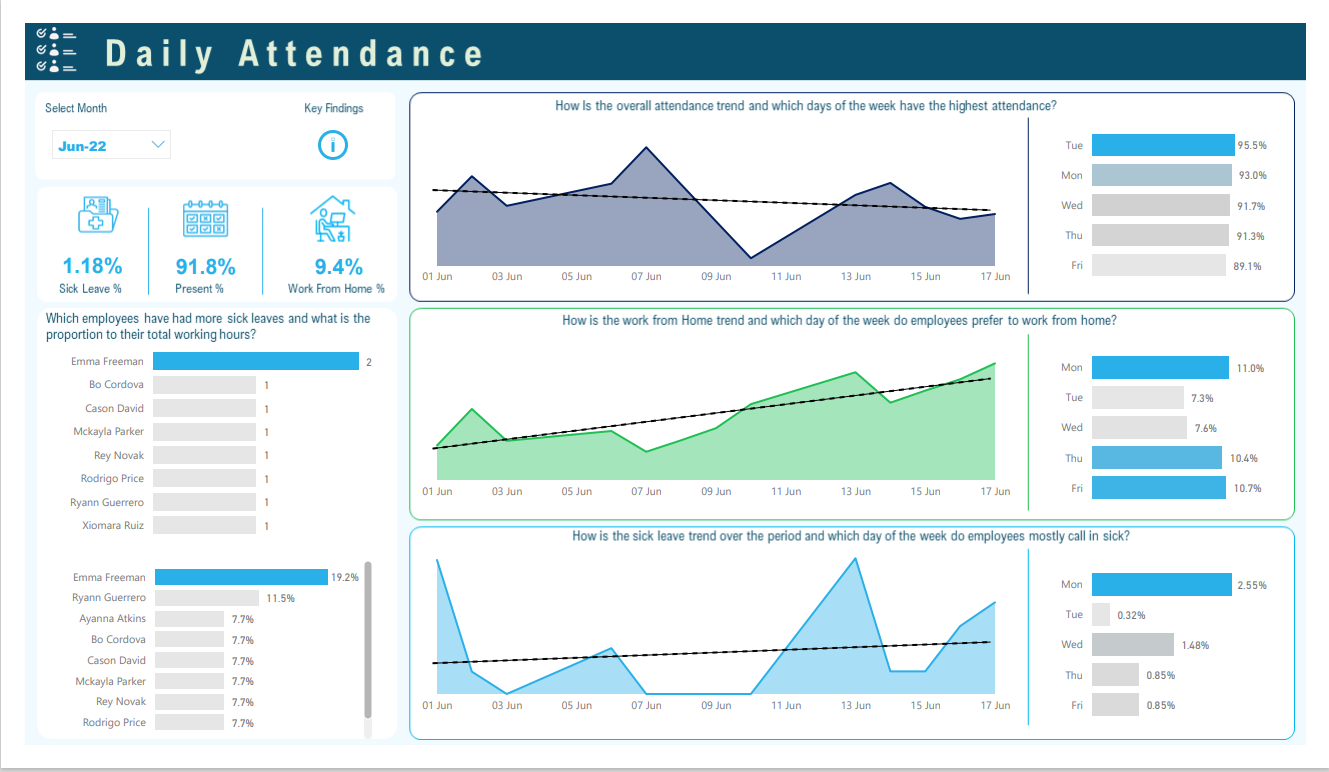 Daily Attendance
Select Month
Key Findings
Jun-22
i
1.18%
Sick Leave %
91.8%
Present %
9.4%
Work From Home %
Which employees have had more sick leaves and what is the
proportion to their total working hours?
Emma Freeman 2
Bo Cordova 1
Cason David 1
Mckayla Parker 1
Rey Novak 1
Rodrigo Price 1
Ryann Guerrero 1
Xiomara Ruiz 1
Emma Freeman 19.2%
Ryann Guerrero 11.5%
Ayanna Atkins 7.7%
Bo Cordova 7.7%
Cason David 7.7%
Mckayla Parker 7.7%
Rey Novak 7.7%
Rodrigo Price 7.7%
How Is the overall attendance trend and which days of the week have the highest attendance?
01 Jun 03 Jun 05 Jun 07 Jun 09 Jun 11 Jun 13 Jun 15 Jun 17 Jun
Tue 95.5%
Mon 93.0%
Wed 91.7%
Thu 91.3%
Fri 89.1%
How is the work from Home trend and which day of the week do employees prefer to work from home?
01 Jun 03 Jun 05 Jun 07 Jun 09 Jun 11 Jun 13 Jun 15 Jun 17 Jun
Mon 11.0%
Tue 7.3%
Wed 7.6%
Thu 10.4%
Fri 10.7%
How is the sick leave trend over the period and which day of the week do employees mostly call in sick?
01 Jun 03 Jun 05 Jun 07 Jun 09 Jun 11 Jun 13 Jun 15 Jun 17 Jun
Mon 2.55%
Tue 0.32%
Wed 1.48%
Thu 0.85%
Fri 0.85%